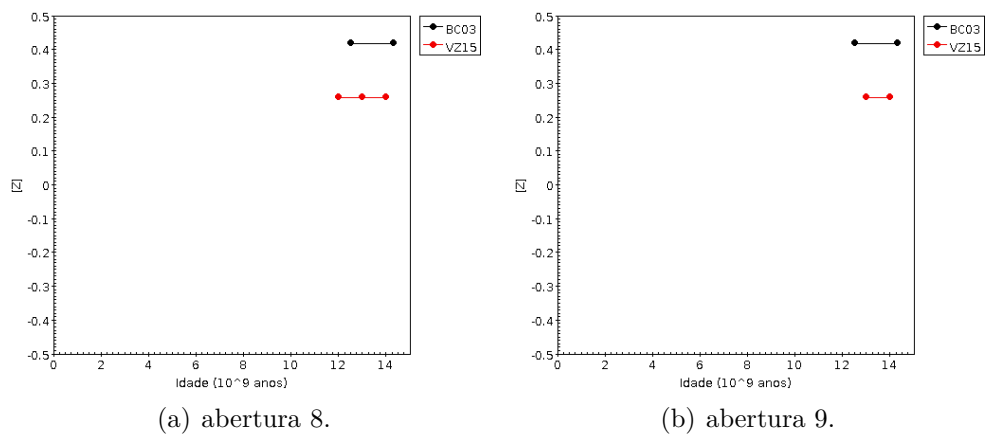 0.5
0.4
0.3
0.2
0.1
0
-0.1
-0.2
-0.3
-0.4
-0.5
[Z]
0 2 4 6 8 10 12 14
Idade (10^9 anos)
BC03
VZ15
(a) abertura 8.
0.5
0.4
0.3
0.2
0.1
0
-0.1
-0.2
-0.3
-0.4
-0.5
[Z]
0 2 4 6 8 10 12 14
Idade (10^9 anos)
BC03
VZ15
(b) abertura 9.